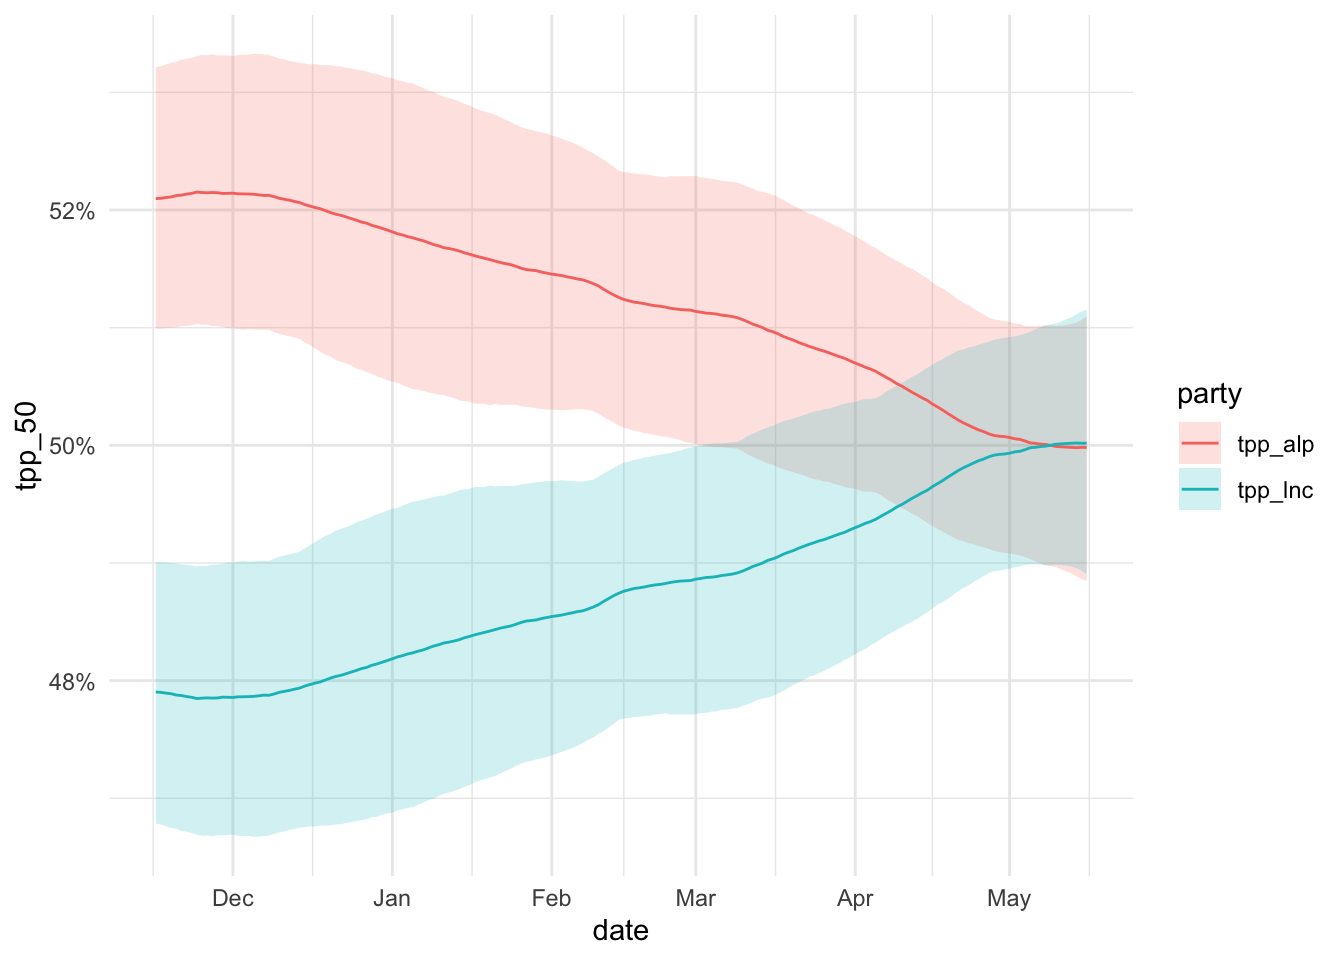 tpp_50
52%
50%
48%
Dec Jan Feb Mar Apr May
date
party
tpp_alp
tpp_lnc